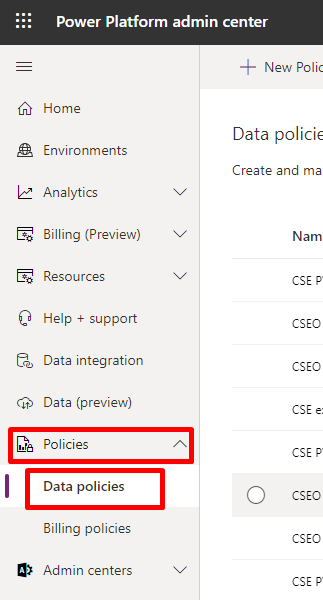 Power Platform admin center
Home
Environments
Analytics
Billing (Preview)
Resources
Help + support
Data integration
Data (preview)
Policies
Data policies
Billing policies
Admin centers
New Polic
Data policie
Create and ma
Nam
CSE P
CSEO
CSEO
CSE e
CSE P
CSEO
CSEO
CSE P